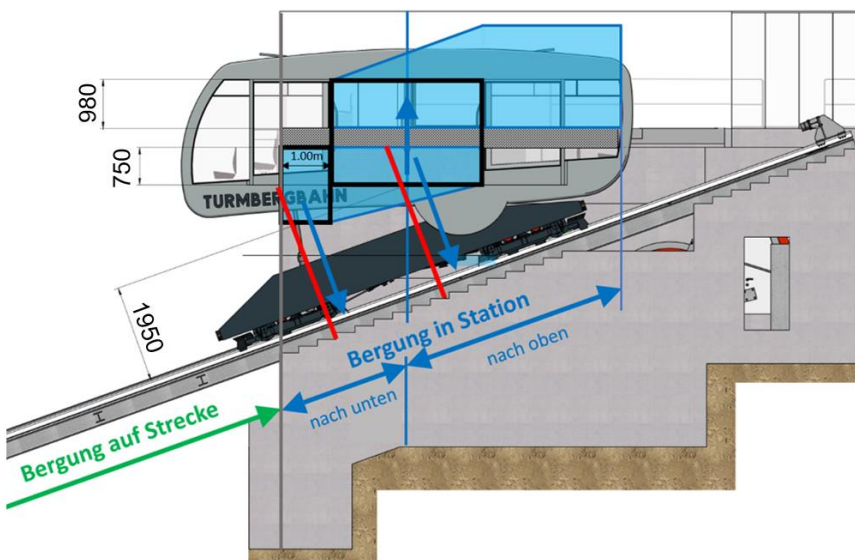 980
750
1.00m
TURMBERGBAHN
1950
Bergung in Station
nach oben
nach unten
Bergung auf Strecke